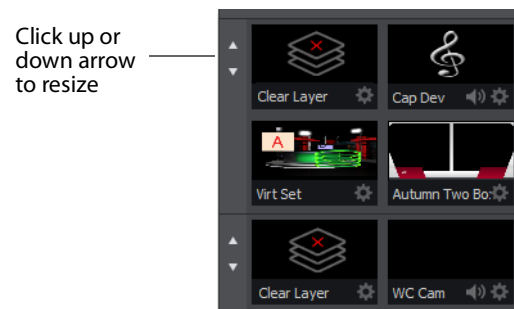 Click up or
down arrow
to resize
Clear Layer
Cap Dev
A
Virt Set
Autumn Two Bo:
Clear Layer
WC Cam